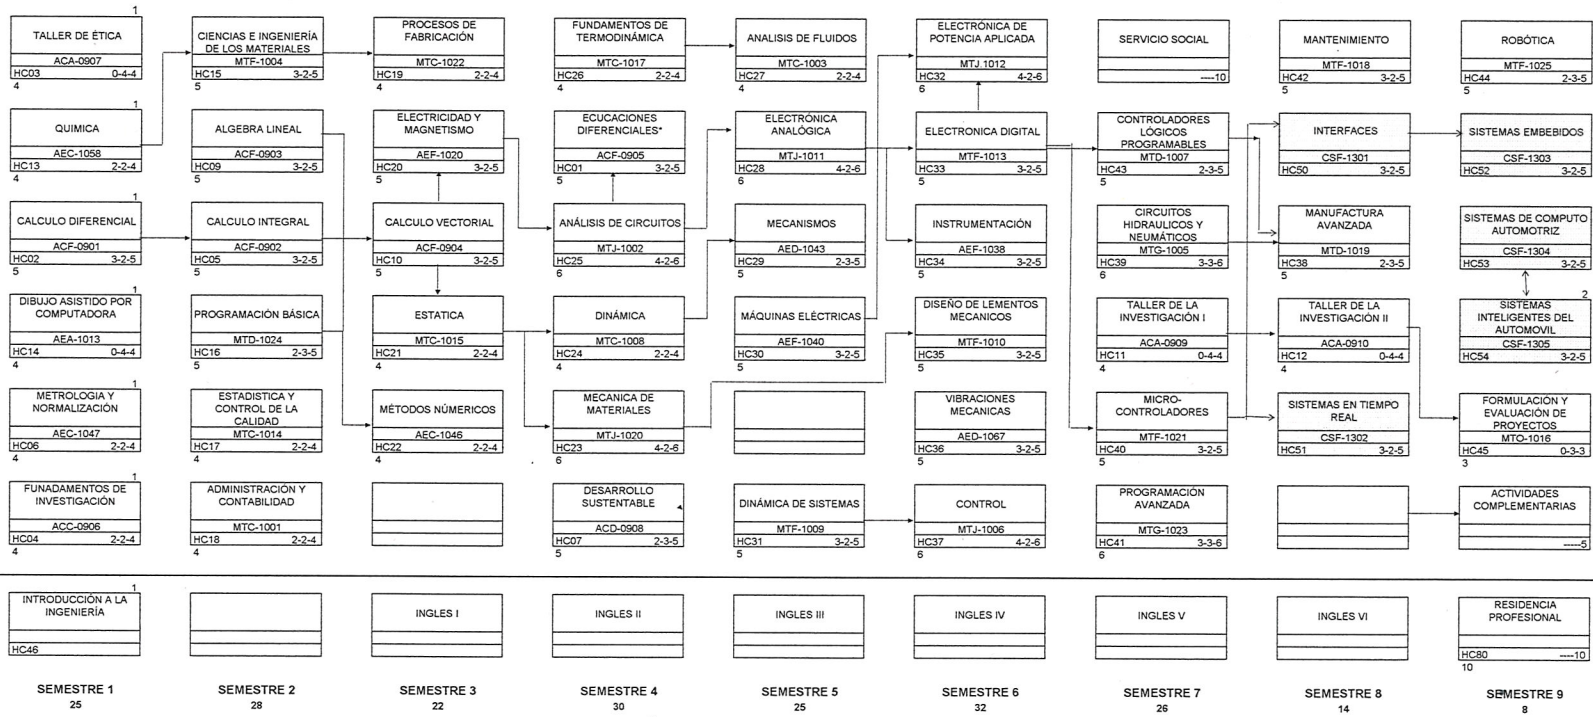 1
TALLER DE ÉTICA
ACA-0907
HC03 0-4-4
4
CIENCIAS E INGENIERÍA
DE LOS MATERIALES
MTF-1004
HC15 3-2-5
5
PROCESOS DE
FABRICACIÓN
MTC-1022
HC19 2-2-4
4
FUNDAMENTOS DE
TERMODINÁMICA
MTC-1017
HC26 2-2-4
4
ANALISIS DE FLUIDOS
MTC-1003
HC27 2-2-4
4
ELECTRÓNICA DE
POTENCIA APLICADA
MTJ.1012
HC32 4-2-6
6
SERVICIO SOCIAL
----10
MANTENIMIENTO
MTF-1018
HC42 3-2-5
5
ROBÓTICA
MTF-1025
HC44 2-3-5
5
1
QUIMICA
AEC-1058
HC13 2-2-4
4
ALGEBRA LINEAL
ACF-0903
HC09 3-2-5
5
ELECTRICIDAD Y
MAGNETISMO
AEF-1020
HC20 3-2-5
5
ECUCACIONES
DIFERENCIALES*
ACF-0905
HC01 3-2-5
5
ELECTRÓNICA
ANALÓGICA
MTJ-1011
HC28 4-2-6
6
ELECTRONICA DIGITAL
MTF-1013
HC33 3-2-5
5
CONTROLADORES
LÓGICOS
PROGRAMABLES
MTD-1007
HC43 2-3-5
5
INTERFACES
CSF-1301
HC50 3-2-5
SISTEMAS EMBEBIDOS
CSF-1303
HC52 3-2-5
1
CALCULO DIFERENCIAL
ACF-0901
HC02 3-2-5
5
CALCULO INTEGRAL
ACF-0902
HC05 3-2-5
5
CALCULO VECTORIAL
ACF-0904
HC10 3-2-5
5
ANÁLISIS DE CIRCUITOS
MTJ-1002
HC25 4-2-6
6
MECANISMOS
AED-1043
HC29 2-3-5
5
INSTRUMENTACIÓN
AEF-1038
HC34 3-2-5
5
CIRCUITOS
HIDRAULICOS Y
NEUMÁTICOS
MTG-1005
HC39 3-3-6
6
MANUFACTURA
AVANZADA
MTD-1019
HC38 2-3-5
5
SISTEMAS DE COMPUTO
AUTOMOTRIZ
CSF-1304
HC53 3-2-5
1
DIBUJO ASISTIDO POR
COMPUTADORA
AEA-1013
HC14 0-4-4
4
PROGRAMACIÓN BÁSICA
MTD-1024
HC16 2-3-5
5
ESTATICA
MTC-1015
HC21 2-2-4
4
DINÁMICA
MTC-1008
HC24 2-2-4
4
MÁQUINAS ELÉCTRICAS
AEF-1040
HC30 3-2-5
5
DISEÑO DE LEMENTOS
MECANICOS
MTF-1010
HC35 3-2-5
5
TALLER DE LA
INVESTIGACIÓN I
ACA-0909
HC11 0-4-4
4
TALLER DE LA
INVESTIGACIÓN II
ACA-0910
HC12 0-4-4
4
2
SISTEMAS
INTELIGENTES DEL
AUTOMOVIL
CSF-1305
HC54 3-2-5
1
METROLOGIA Y
NORMALIZACIÓN
AEC-1047
HC06 2-2-4
4
ESTADISTICA Y
CONTROL DE LA
CALIDAD
MTC-1014
HC17 2-2-4
4
MÉTODOS NÚMERICOS
AEC-1046
HC22 2-2-4
4
MECANICA DE
MATERIALES
MTJ-1020
HC23 4-2-6
6
VIBRACIONES
MECANICAS
AED-1067
HC36 3-2-5
5
MICRO-
CONTROLADORES
MTF-1021
HC40 3-2-5
5
SISTEMAS EN TIEMPO
REAL
CSF-1302
HC51 3-2-5
FORMULACIÓN Y
EVALUACIÓN DE
PROYECTOS
MTO-1016
HC45 0-3-3
3
1
FUNADAMENTOS DE
INVESTIGACIÓN
ACC-0906
HC04 2-2-4
4
ADMINISTRACIÓN Y
CONTABILIDAD
MTC-1001
HC18 2-2-4
4
DESARROLLO
SUSTENTABLE
ACD-0908
HC07 2-3-5
5
DINÁMICA DE SISTEMAS
MTF-1009
HC31 3-2-5
5
CONTROL
MTJ-1006
HC37 4-2-6
6
PROGRAMACIÓN
AVANZADA
MTG-1023
HC41 3-3-6
6
ACTIVIDADES
COMPLEMENTARIAS
-----5
1
INTRODUCCIÓN A LA
INGENIERÍA
HC46
INGLES I
INGLES II
INGLES III
INGLES IV
INGLES V
INGLES VI
RESIDENCIA
PROFESIONAL
HC80 ----10
10
SEMESTRE 1
25
SEMESTRE 2
28
SEMESTRE 3
22
SEMESTRE 4
30
SEMESTRE 5
25
SEMESTRE 6
32
SEMESTRE 7
26
SEMESTRE 8
14
SEMESTRE 9
8